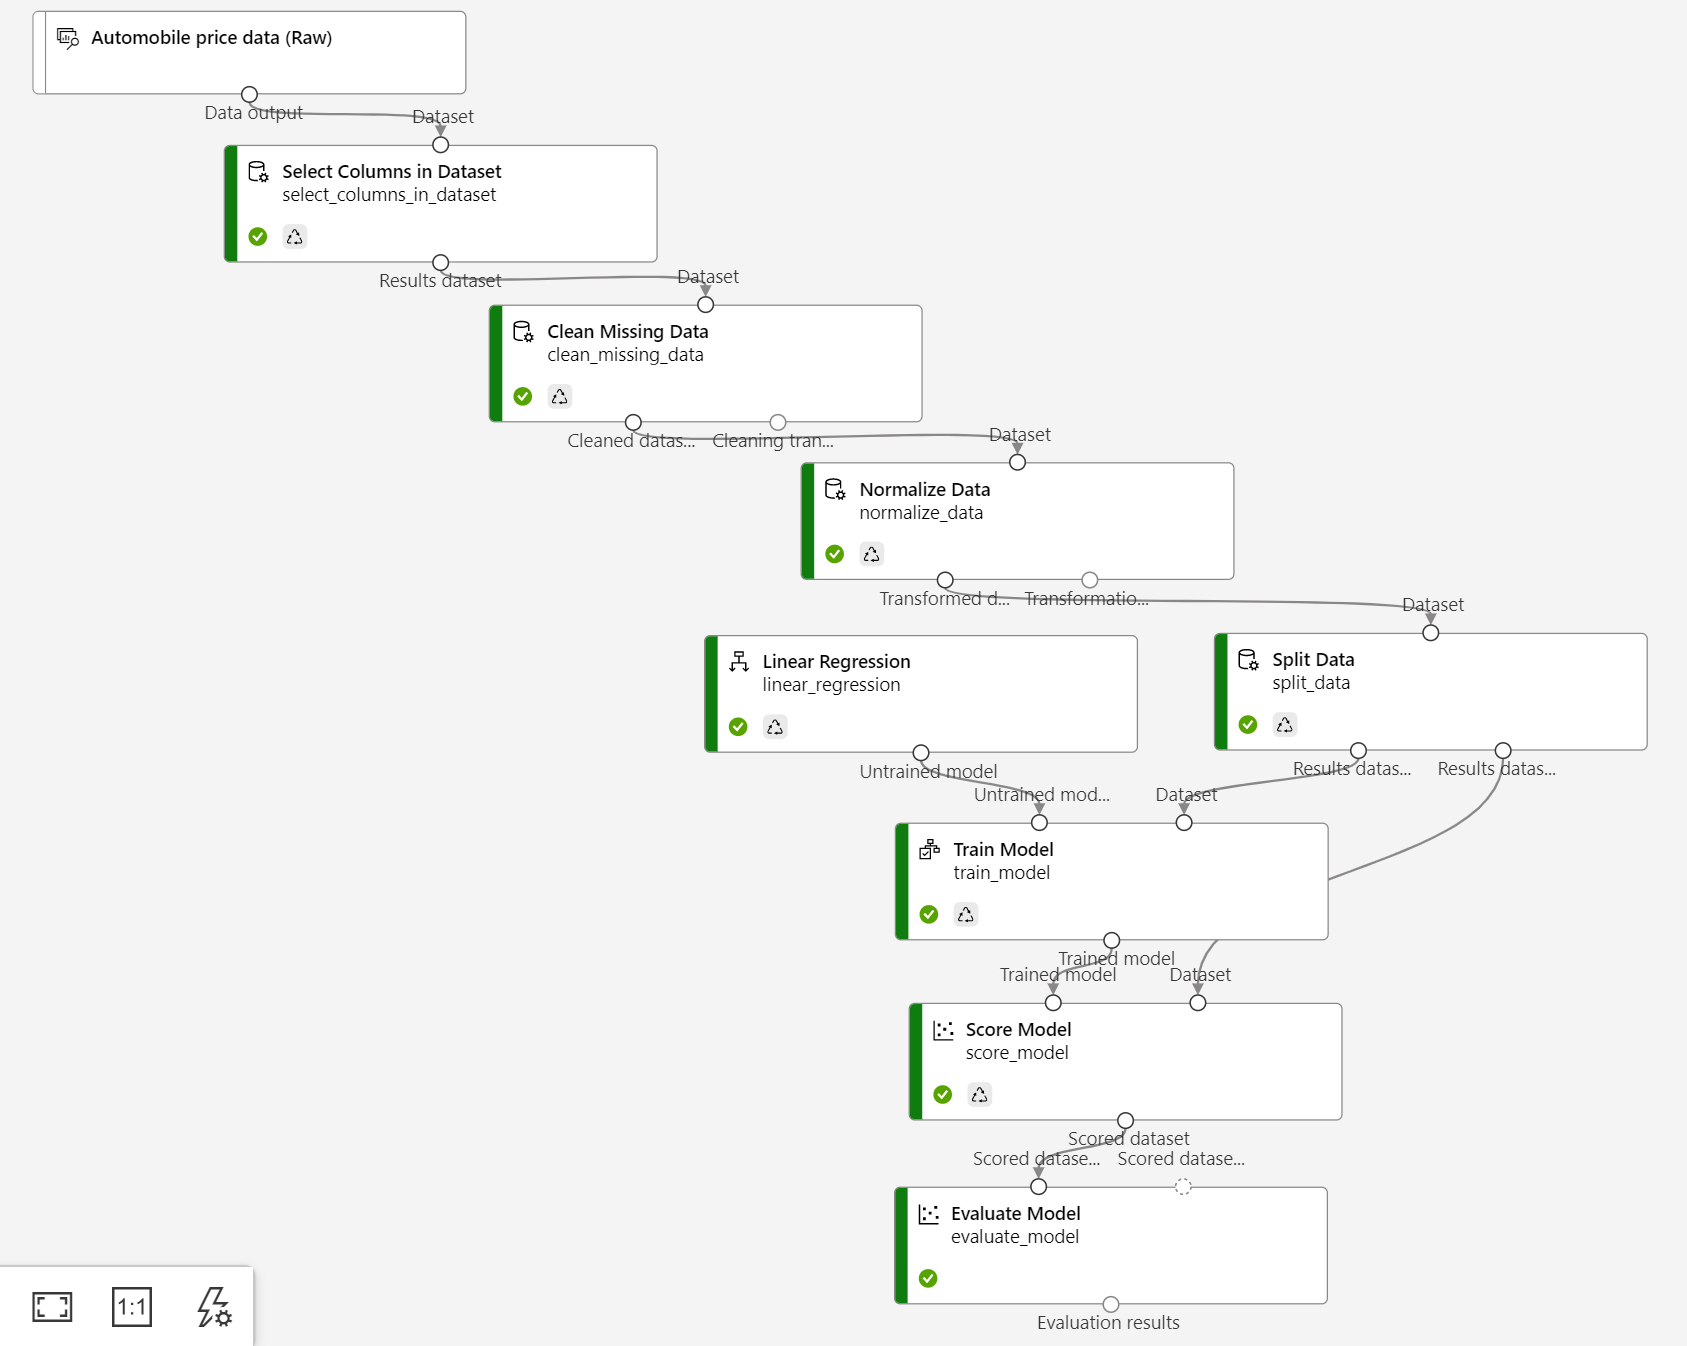 Automobile price data (Raw)
Data output
Dataset
Select Columns in Dataset
select_columns_in_dataset
Results dataset
Dataset
Clean Missing Data
clean_missing_data
Cleaned datas...
Cleaning tran...
Dataset
Normalize Data
normalize_data
Transformed d...
Transformatio...
Dataset
Linear Regression
linear_regression
Split Data
split_data
Untrained model
Results datas...
Results datas...
Untrained mod...
Dataset
Train Model
train_model
Trained model
Trained model
Dataset
Score Model
score_model
Scored dataset
Scored datase...
Scored datase...
Evaluate Model
evaluate_model
Evaluation results
1:1